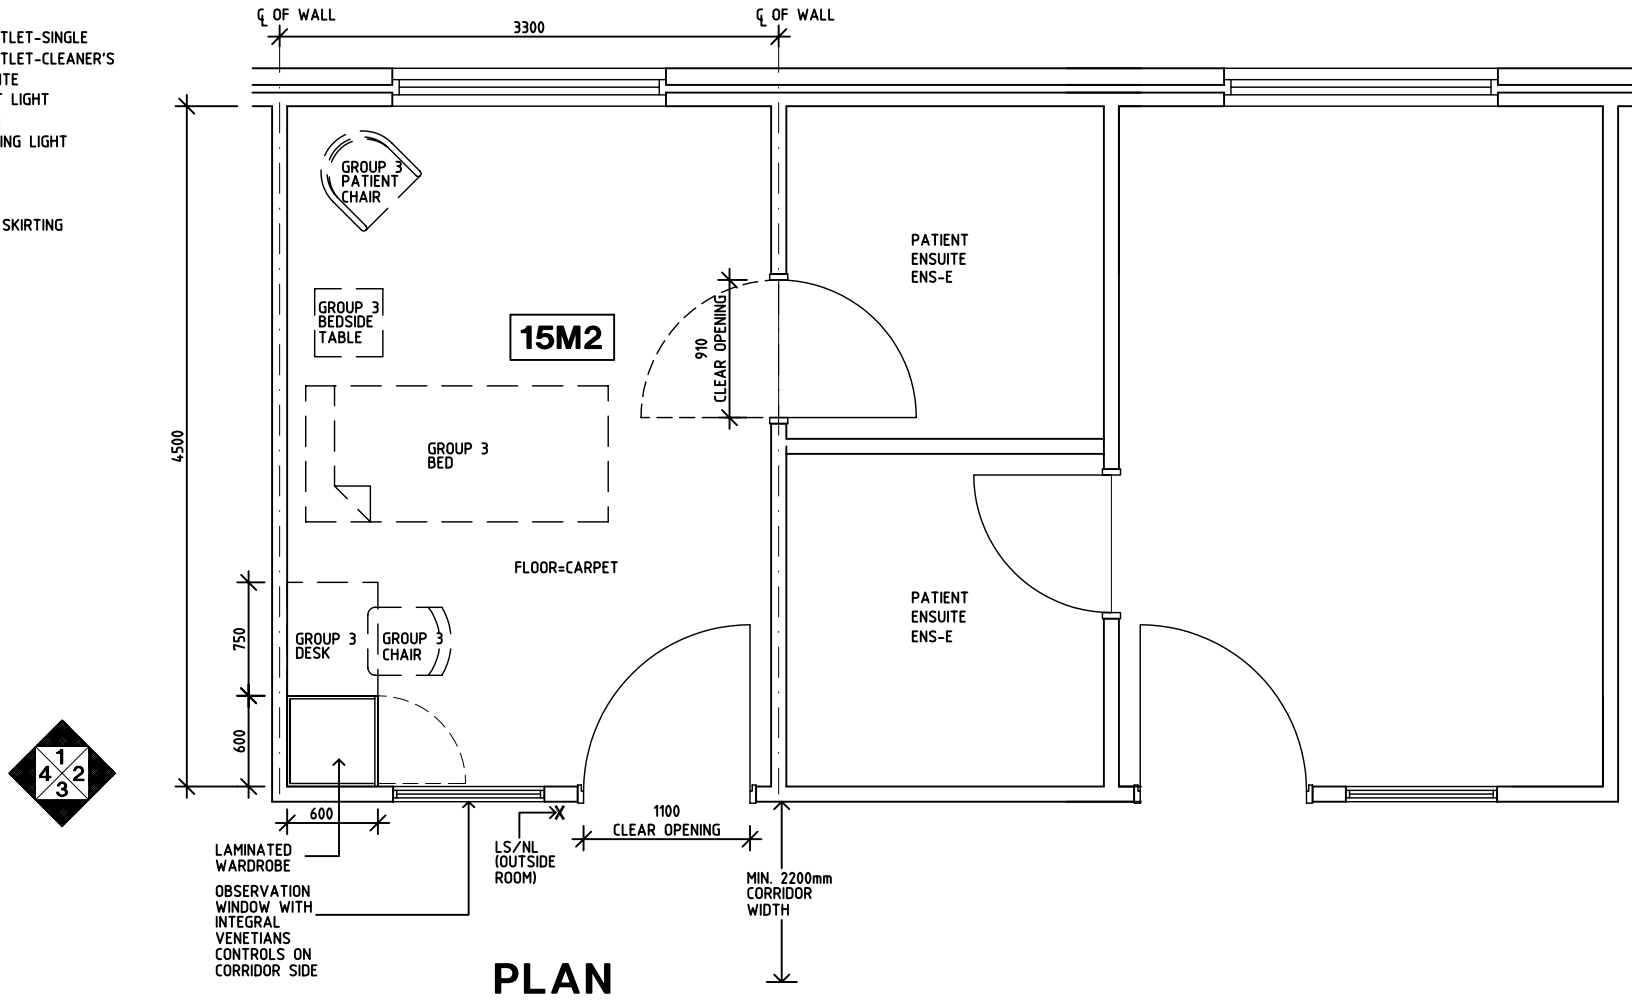 TLET-SINGLE
TLET-CLEANER'S
TE
T LIGHT
ING LIGHT
SKIRTING
℄ OF WALL
℄ OF WALL
3300
4500
GROUP 3
PATIENT
CHAIR
GROUP 3
BEDSIDE
TABLE
15M2
910
CLEAR OPENING
PATIENT
ENSUITE
ENS-E
GROUP 3
BED
FLOOR=CARPET
PATIENT
ENSUITE
ENS-E
750
GROUP 3
DESK
GROUP 3
CHAIR
600
1
4 2
3
600
1100
CLEAR OPENING
LAMINATED
WARDROBE
LS/NL
(OUTSIDE
ROOM)
MIN. 2200mm
CORRIDOR
WIDTH
OBSERVATION
WINDOW WITH
INTEGRAL
VENETIANS
CONTROLS ON
CORRIDOR SIDE
PLAN